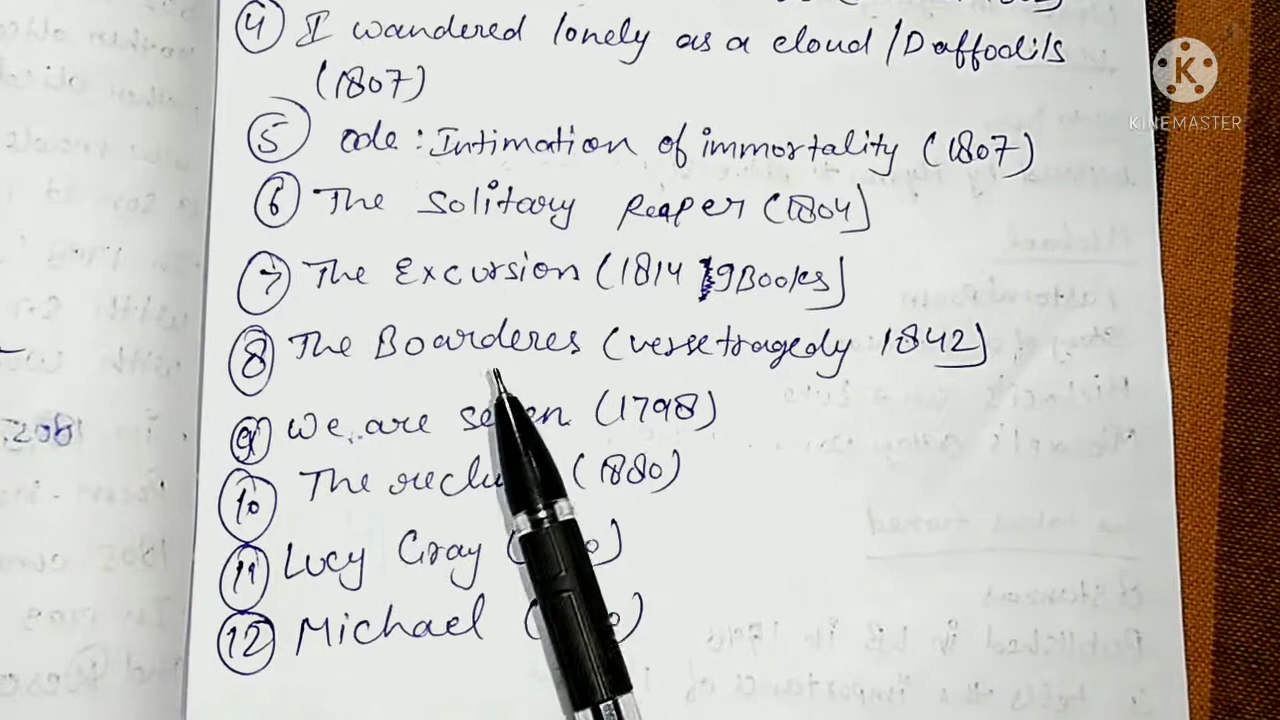 ④ I wandered lonely as a cloud / Daffodils
(1807)
⑤ ode : Intimation of immortality (1807)
⑥ The Solitary Reaper (1804)
⑦ The Excursion (1814 9 Books)
⑧ The Boarderes (verse tragedy 1842)
⑨ We are seven (1798)
⑩ The (1880)
⑪ Lucy Gray
⑫ Michael
K
KINEMASTER